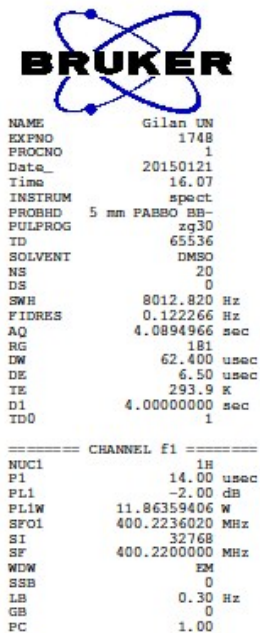 BRUKER
NAME Gilan UN
EXPNO 1748
PROCNO 1
Date_ 20150121
Time 16.07
INSTRUM spect
PROBHD 5 mm PABBO BB-
PULPROG zg30
TD 65536
SOLVENT DMSO
NS 20
DS 0
SWH 8012.820 Hz
FIDRES 0.122266 Hz
AQ 4.0894966 sec
RG 181
DW 62.400 usec
DE 6.50 usec
TE 293.9 K
D1 4.00000000 sec
TD0 1
======== CHANNEL f1 ========
NUC1 1H
P1 14.00 usec
PL1 -2.00 dB
PL1W 11.86359406 W
SFO1 400.2236020 MHz
SI 32768
SF 400.2200000 MHz
WDW EM
SSB 0
LB 0.30 Hz
GB 0
PC 1.00